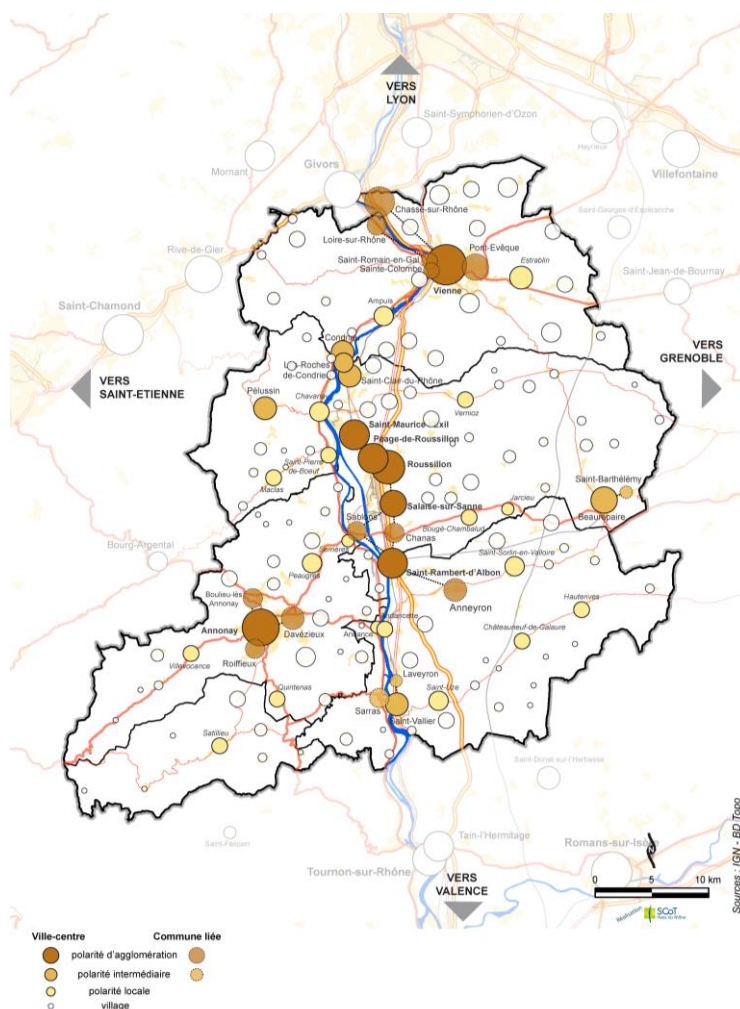 VERS
LYON
Saint-Symphorien-d'Ozon
Heyrieux
Villefontaine
Mornant
Givors
Chasse-sur-Rhône
Loire-sur-Rhône
Saint-Georges-d'Espéranche
Rive-de-Gier
Saint-Romain-en-Gal
Sainte-Colombe
Pont-Evêque
Estrablin
Vienne
Saint-Jean-de-Bournay
Saint-Chamond
Ampuis
Condrieu
Les Roches
de-Condrieu
Saint-Clair-du-Rhône
VERS
SAINT-ETIENNE
VERS
GRENOBLE
Pélussin
Chavanay
Vernioz
Saint-Maurice-l'Exil
Péage-de-Roussillon
Roussillon
Saint-Pierre-
de-Boeuf
Maclas
Saint-Barthélémy
Beaurepaire
Salaise-sur-Sanne
Jarcieu
Sablons
Bougé-Chambalud
Chanas
Serrières
Bourg-Argental
Peaugres
Saint-Rambert-d'Albon
Saint-Sorlin-en-Valloire
Boulieu-lès
Annonay
Anneyron
Hauterives
Annonay
Davézieux
Andancette
Andance
Châteauneuf-de-Galaure
Roiffieux
Villevocance
Laveyron
Quintenas
Sarras
Saint-Uze
Saint-Vallier
Satillieu
Saint-Donat-sur-l'Herbasse
Saint-Félicien
Tain-l'Hermitage
Tournon-sur-Rhône
Romans-sur-Isère
VERS
VALENCE
N
0 5 10 km
Réalisation
SCoT
Rives du Rhône
Sources : IGN - BD Topo
Ville-centre Commune liée
polarité d'agglomération
polarité intermédiaire
polarité locale
village